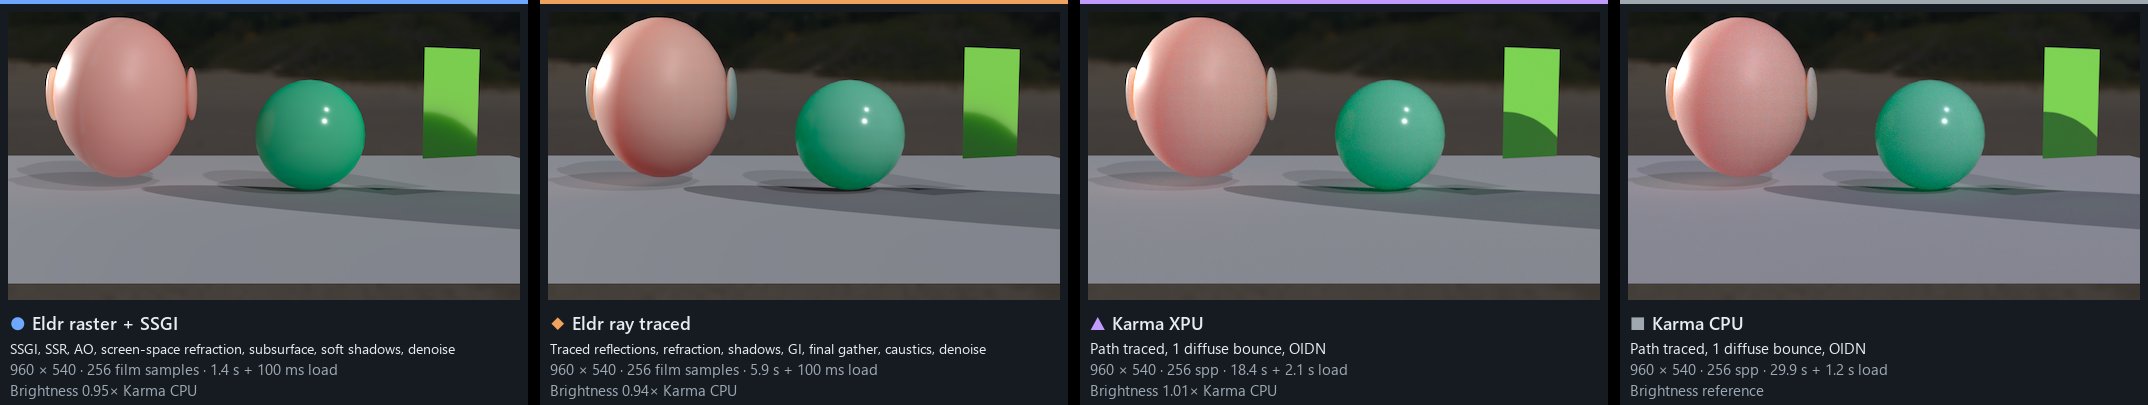 Eldr raster + SSGI
SSGI, SSR, AO, screen-space refraction, subsurface, soft shadows, denoise
960 × 540 · 256 film samples · 1.4 s + 100 ms load
Brightness 0.95× Karma CPU
Eldr ray traced
Traced reflections, refraction, shadows, GI, final gather, caustics, denoise
960 × 540 · 256 film samples · 5.9 s + 100 ms load
Brightness 0.94× Karma CPU
Karma XPU
Path traced, 1 diffuse bounce, OIDN
960 × 540 · 256 spp · 18.4 s + 2.1 s load
Brightness 1.01× Karma CPU
Karma CPU
Path traced, 1 diffuse bounce, OIDN
960 × 540 · 256 spp · 29.9 s + 1.2 s load
Brightness reference